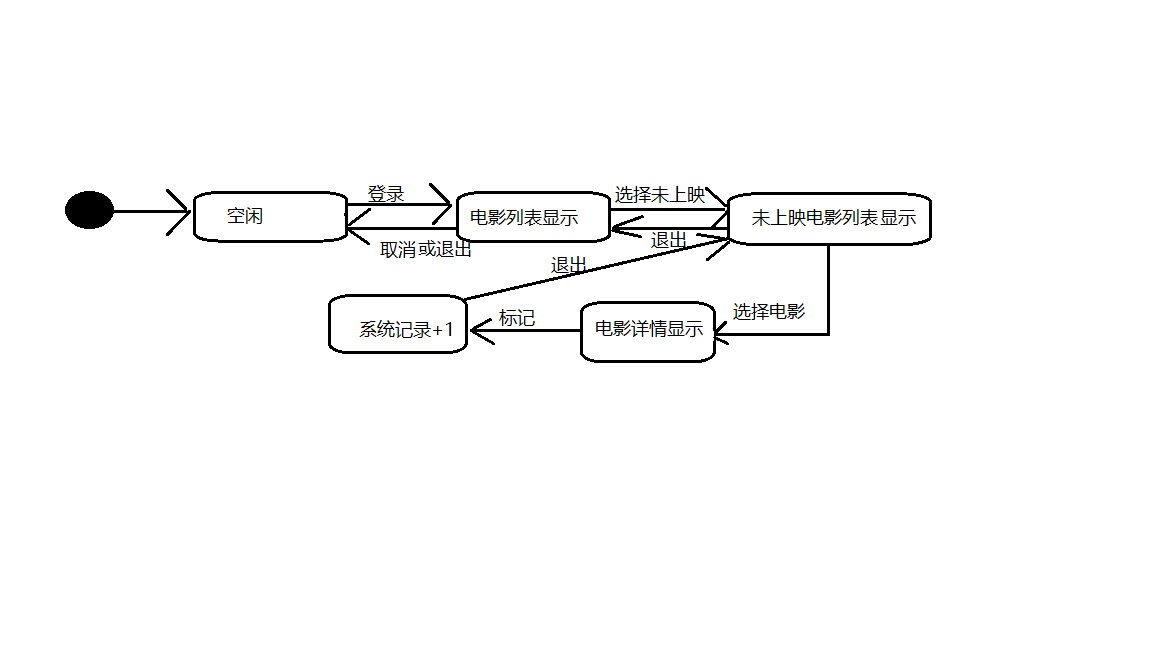 登录
选择未上映
空闲
电影列表显示
未上映电影列表显示
取消或退出
退出
退出
系统记录+1
标记
电影详情显示
选择电影